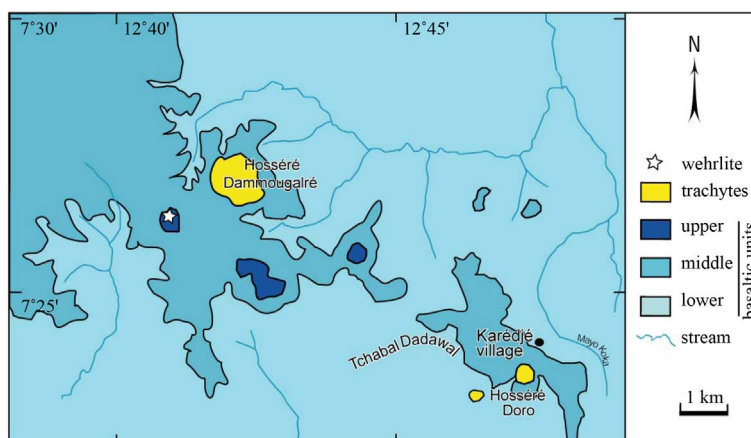 7°30'
12°40'
12°45'
N
Hosséré
Dammougalré
wehrlite
trachytes
upper
middle
lower
basaltic units
stream
7°25'
Tchabal Dadawal
Karédjé
village
Mayo Koka
Hosséré
Doro
1 km